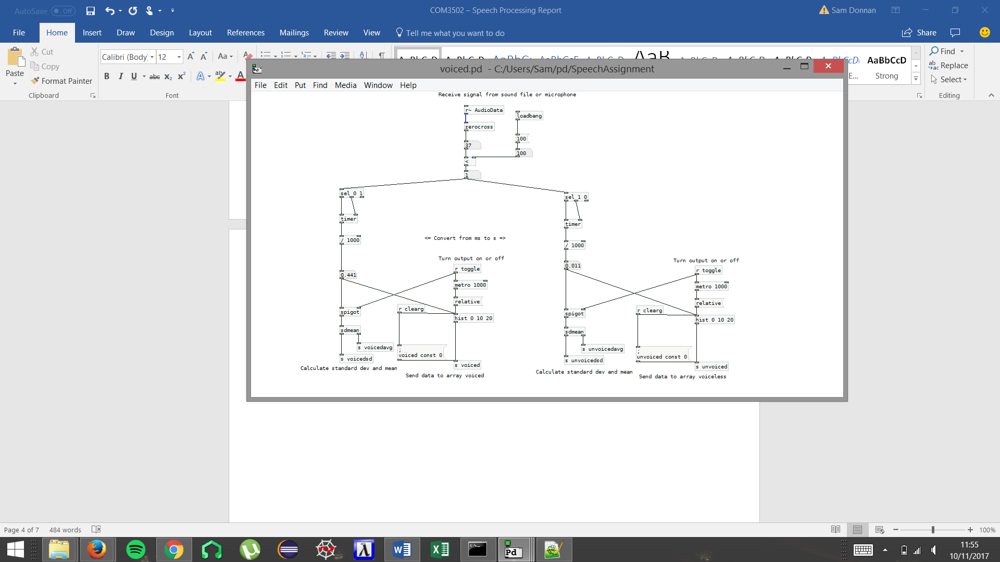 AutoSave Off
COM3502 – Speech Processing Report
Sam Donnan
File Home Insert Draw Design Layout References Mailings Review View Tell me what you want to do
Share
Paste
Cut
Copy
Format Painter
Clipboard
Calibri (Body) 12
Font
AaBbCcD
Strong
Find
Replace
Select
Editing
voiced.pd - C:/Users/Sam/pd/SpeechAssignment
File Edit Put Find Media Window Help
Receive signal from sound file or microphone
r~ AudioData
loadbang
zerocross
100
37
100
<
1
sel 0 1
sel 1 0
timer
timer
<= Convert from ms to s =>
/ 1000
/ 1000
Turn output on or off
Turn output on or off
0.441
r toggle
0.011
r toggle
metro 1000
metro 1000
relative
relative
spigot
r clearg
hist 0 10 20
spigot
r clearg
hist 0 10 20
sdmean
sdmean
s voicedavg
s unvoicedavg
;
voiced const 0
;
unvoiced const 0
s voicedsd
s voiced
s unvoicedsd
s unvoiced
Calculate standard dev and mean
Send data to array voiced
Calculate standard dev and mean
Send data to array voiceless
Page 4 of 7 484 words
100%
11:55
10/11/2017